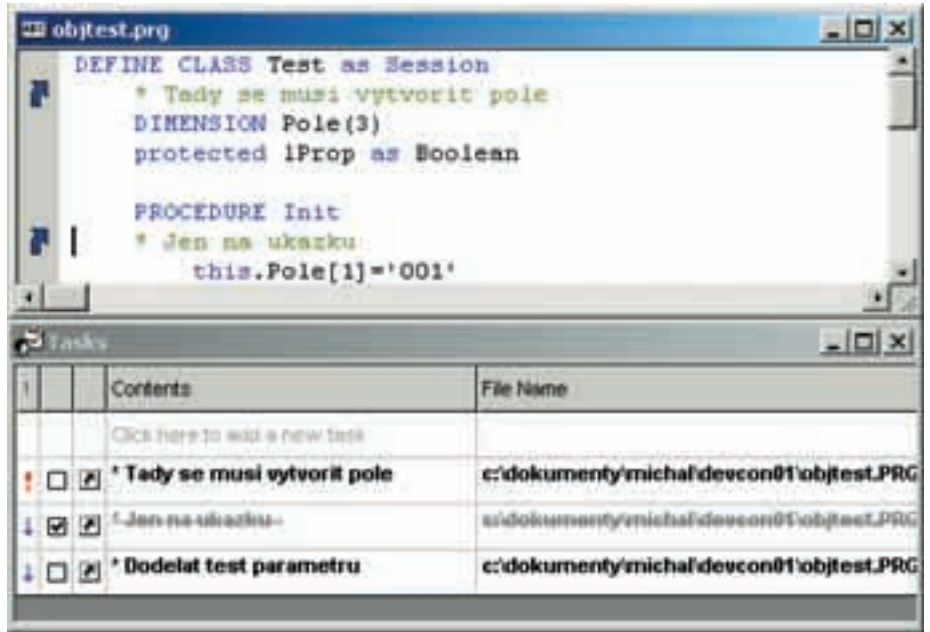 objtest.prg
DEFINE CLASS Test as Session
* Tady se musi vytvorit pole
DIMENSION Pole(3)
protected lProp as Boolean
PROCEDURE Init
* Jen na ukazku
this.Pole[1]='001'
Tasks
! Contents File Name
Click here to add a new task
! * Tady se musi vytvorit pole c:\dokumenty\michal\devcon01\objtest.PRG
* Jen na ukazku c:\dokumenty\michal\devcon01\objtest.PRG
* Dodelat test parametru c:\dokumenty\michal\devcon01\objtest.PRG